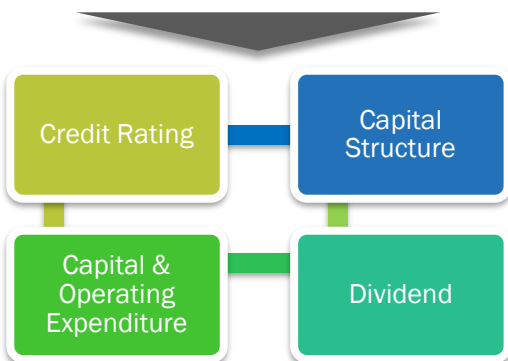 Credit Rating
Capital
Structure
Capital &
Operating
Expenditure
Dividend